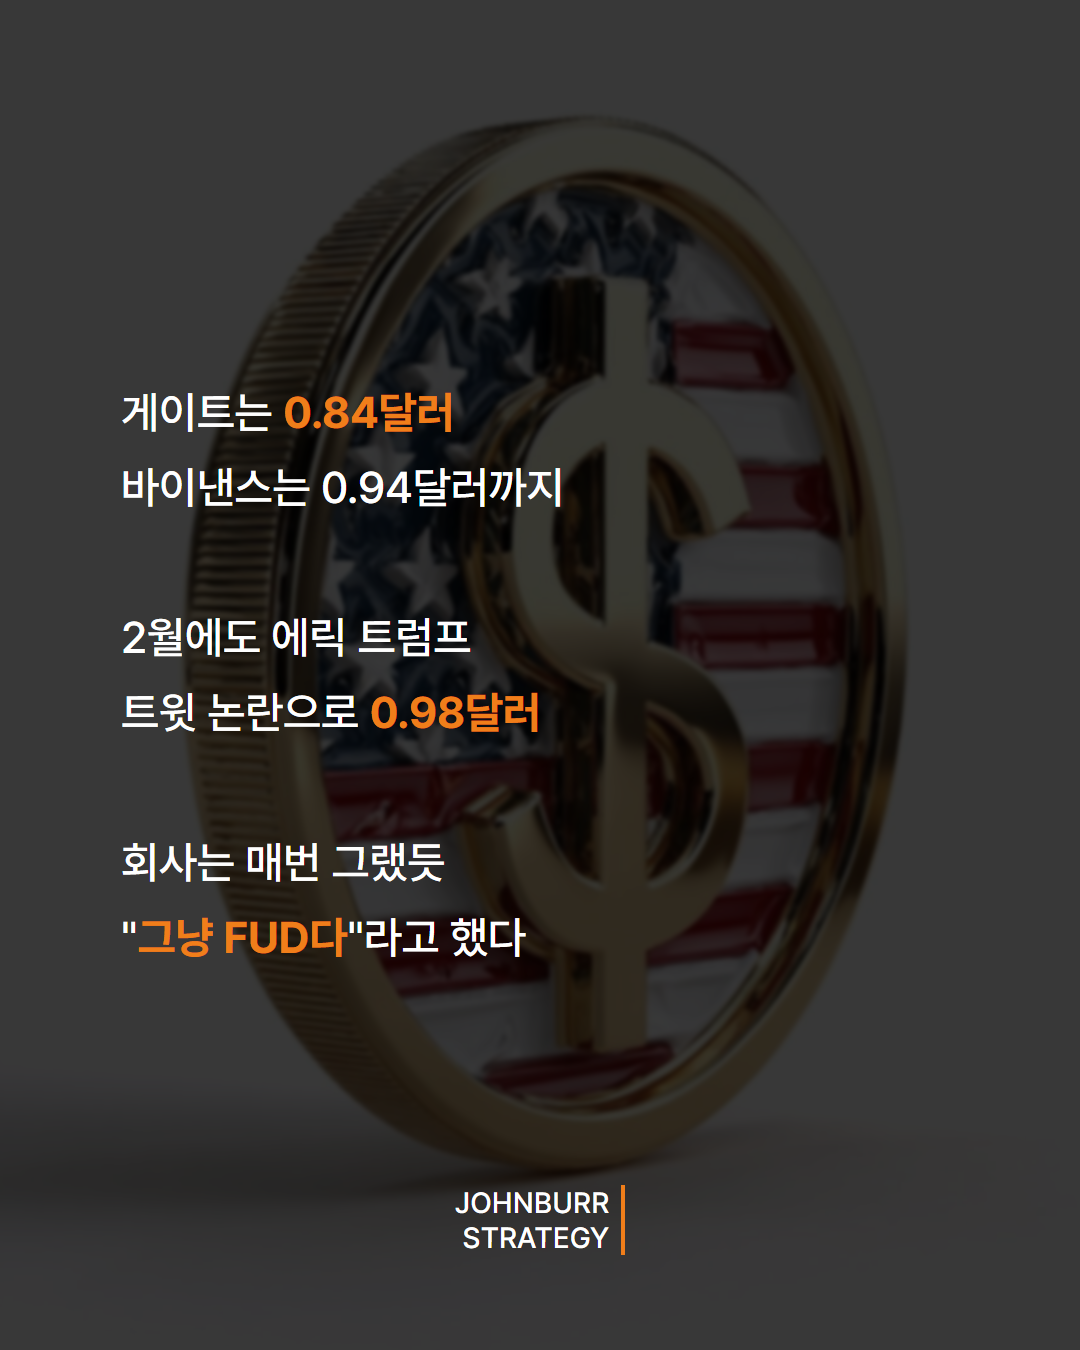 게이트는 0.84달러
바이낸스는 0.94달러까지
2월에도 에릭 트럼프
트윗 논란으로 0.98달러
회사는 매번 그랬듯
"그냥 FUD다"라고 했다
JOHNBURR
STRATEGY